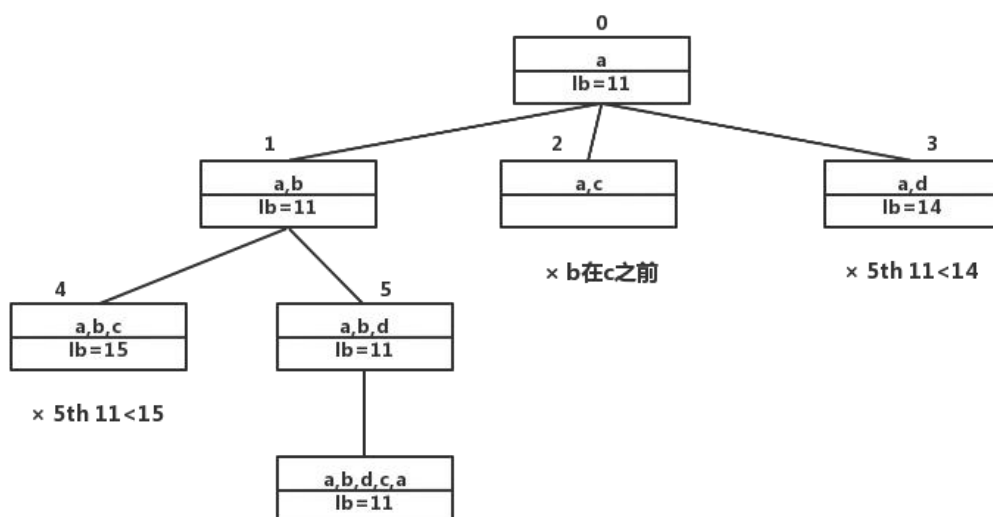 0
a
lb=11
1
a,b
lb=11
2
a,c
3
a,d
lb=14
× b在c之前
× 5th 11<14
4
a,b,c
lb=15
5
a,b,d
lb=11
× 5th 11<15
a,b,d,c,a
lb=11